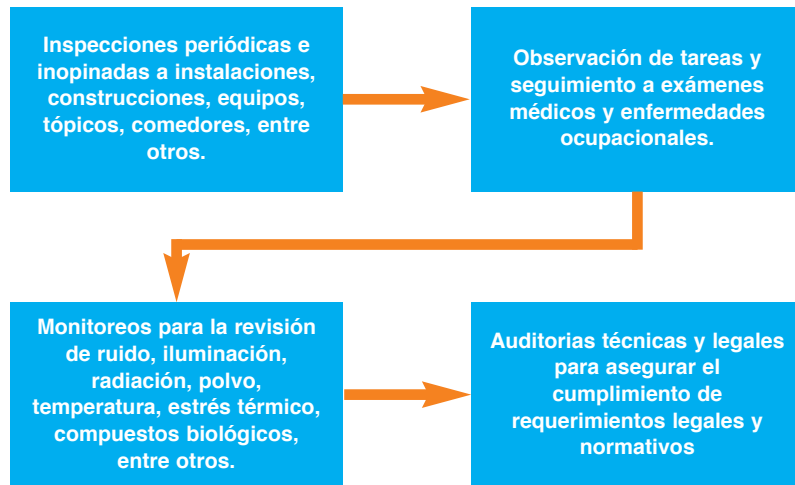 Inspecciones periódicas e
inopinadas a instalaciones,
construcciones, equipos,
tópicos, comedores, entre
otros.
Observación de tareas y
seguimiento a exámenes
médicos y enfermedades
ocupacionales.
Monitoreos para la revisión
de ruido, iluminación,
radiación, polvo,
temperatura, estrés térmico,
compuestos biológicos,
entre otros.
Auditorias técnicas y legales
para asegurar el
cumplimiento de
requerimientos legales y
normativos